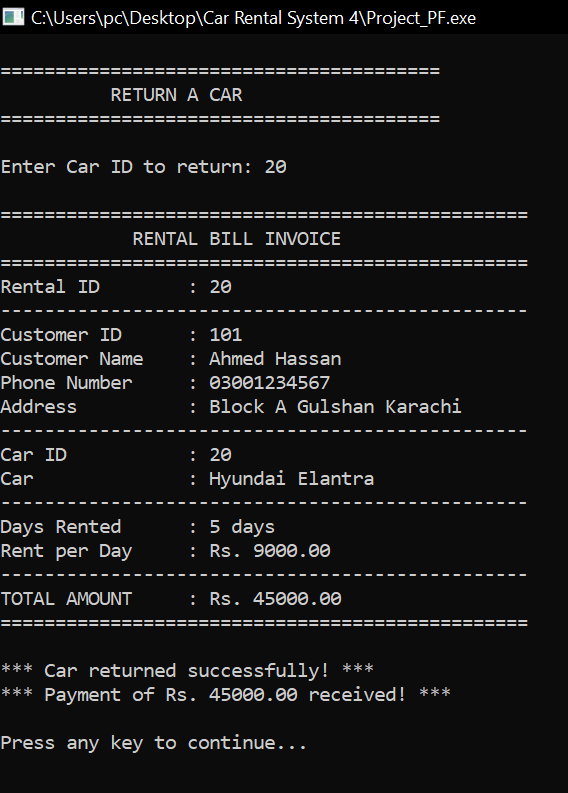 C:\Users\pc\Desktop\Car Rental System 4\Project_PF.exe
========================================
          RETURN A CAR
========================================
Enter Car ID to return: 20
================================================
            RENTAL BILL INVOICE
================================================
Rental ID        : 20
------------------------------------------------
Customer ID      : 101
Customer Name    : Ahmed Hassan
Phone Number     : 03001234567
Address          : Block A Gulshan Karachi
------------------------------------------------
Car ID           : 20
Car              : Hyundai Elantra
------------------------------------------------
Days Rented      : 5 days
Rent per Day     : Rs. 9000.00
------------------------------------------------
TOTAL AMOUNT     : Rs. 45000.00
================================================
*** Car returned successfully! ***
*** Payment of Rs. 45000.00 received! ***
Press any key to continue...